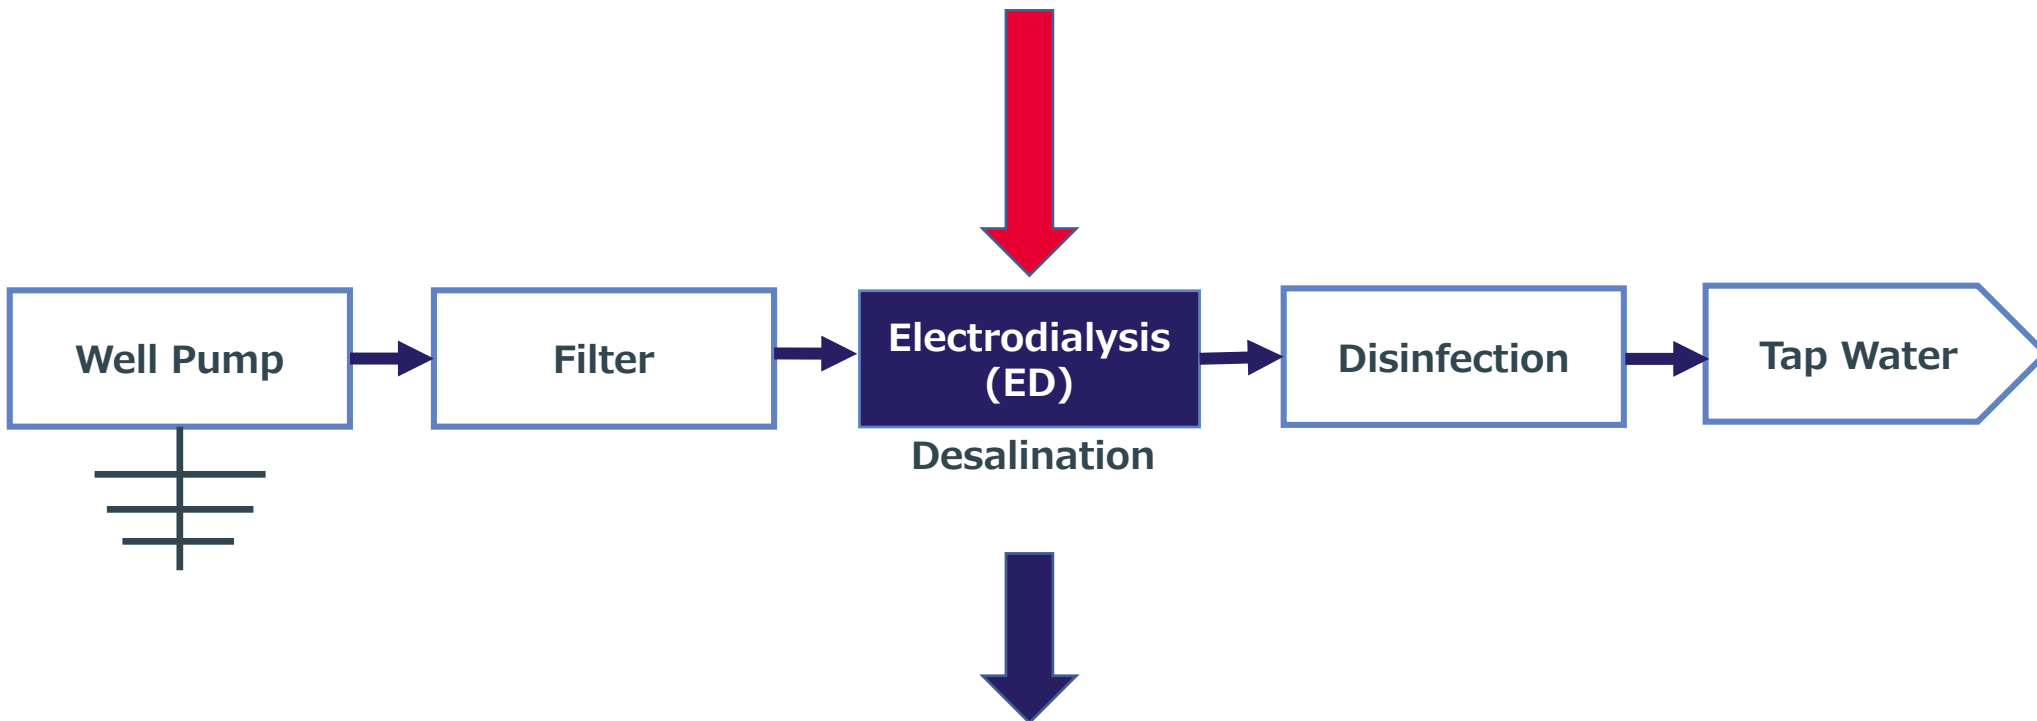 Well Pump
Filter
Electrodialysis
(ED)
Desalination
Disinfection
Tap Water